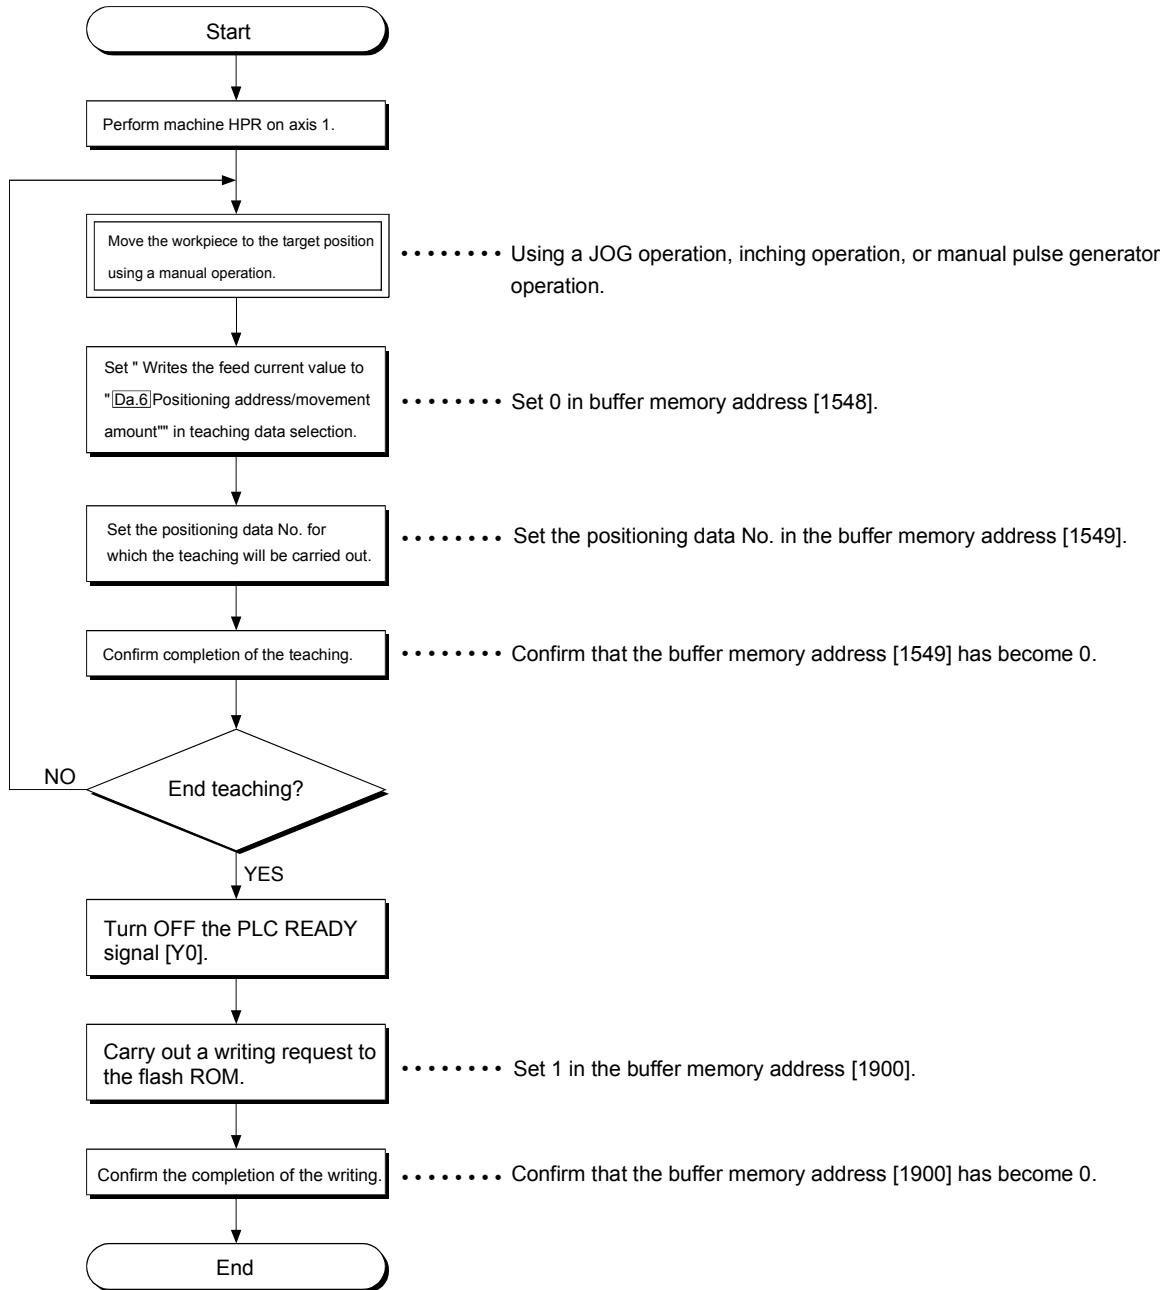 Start
Perform machine HPR on axis 1.
Move the workpiece to the target position
using a manual operation.
Using a JOG operation, inching operation, or manual pulse generator
operation.
Set " Writes the feed current value to
"Da.6 Positioning address/movement
amount"" in teaching data selection.
Set 0 in buffer memory address [1548].
Set the positioning data No. for
which the teaching will be carried out.
Set the positioning data No. in the buffer memory address [1549].
Confirm completion of the teaching.
Confirm that the buffer memory address [1549] has become 0.
NO
End teaching?
YES
Turn OFF the PLC READY
signal [Y0].
Carry out a writing request to
the flash ROM.
Set 1 in the buffer memory address [1900].
Confirm the completion of the writing.
Confirm that the buffer memory address [1900] has become 0.
End